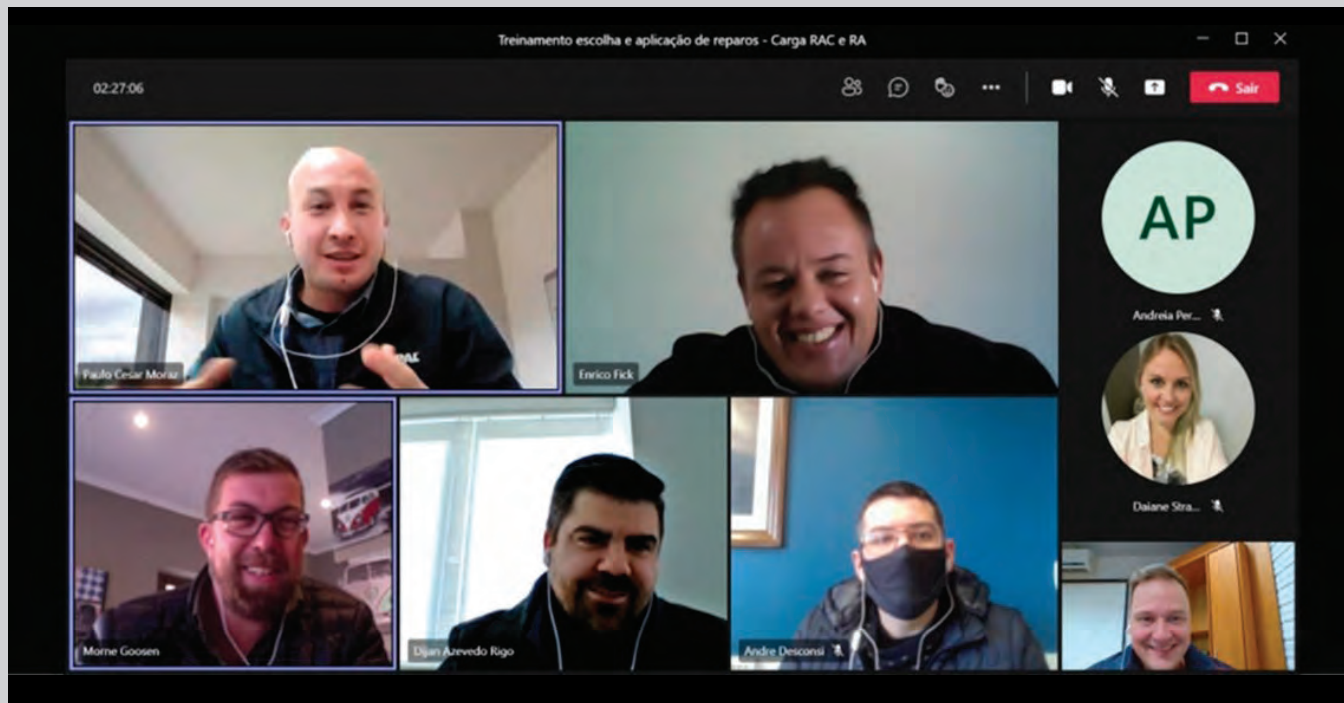 Treinamento escolha e aplicação de reparos - Carga RAC e RA
02:27:06
Sair
Paulo Cesar Moraz
Enrico Fick
AP
Andreia Per...
Daiane Stra...
Morne Goosen
Dijan Azevedo Rigo
Andre Desconsi